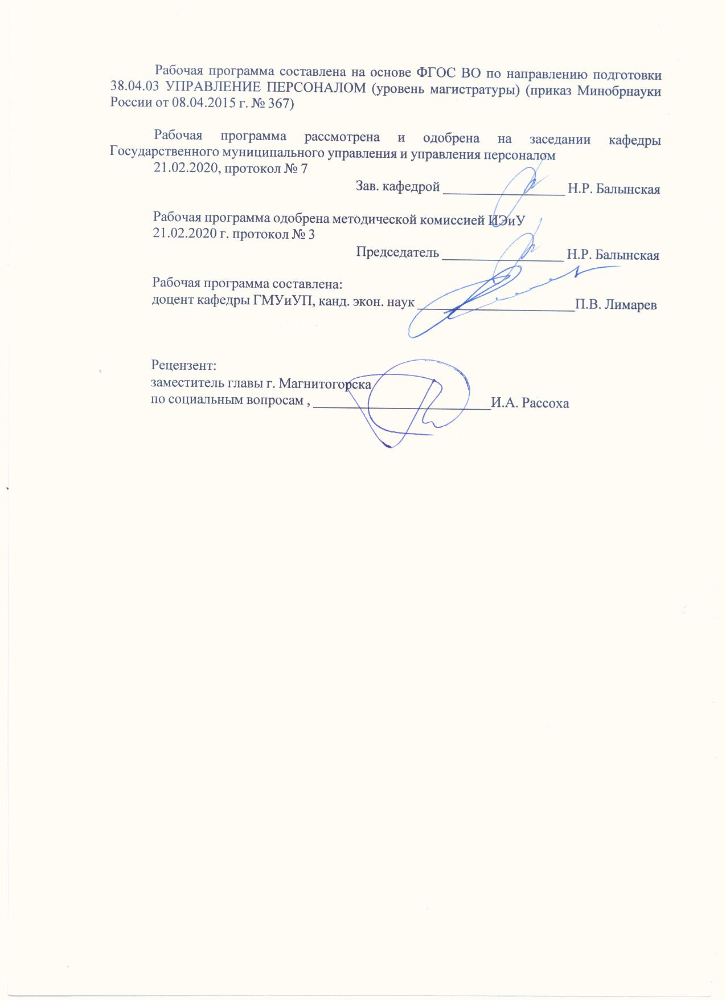 Рабочая программа составлена на основе ФГОС ВО по направлению подготовки
38.04.03 УПРАВЛЕНИЕ ПЕРСОНАЛОМ (уровень магистратуры) (приказ Минобрнауки
России от 08.04.2015 г. № 367)
Рабочая программа рассмотрена и одобрена на заседании кафедры
Государственного муниципального управления и управления персоналом
21.02.2020, протокол № 7
Зав. кафедрой _________________ Н.Р. Балынская
Рабочая программа одобрена методической комиссией ИЭиУ
21.02.2020 г. протокол № 3
Председатель _________________ Н.Р. Балынская
Рабочая программа составлена:
доцент кафедры ГМУиУП, канд. экон. наук ______________________П.В. Лимарев
Рецензент:
заместитель главы г. Магнитогорска
по социальным вопросам , _________________________И.А. Рассоха